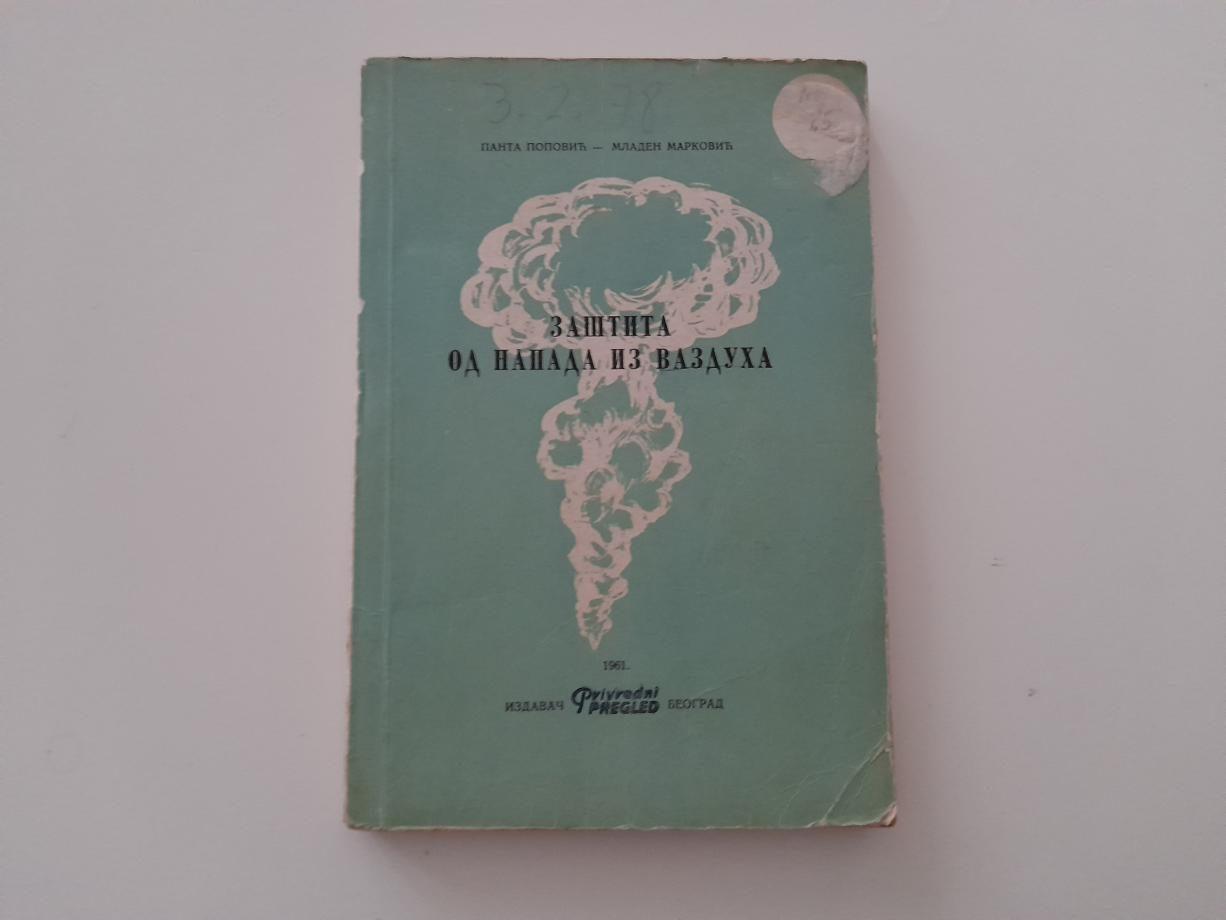 3. 2. 78
ПАНТА ПОПОВИЋ — МЛАДЕН МАРКОВИЋ
ЗАШТИТА
ОД НАПАДА ИЗ ВАЗДУХА
1961.
ИЗДАВАЧ Privredni PREGLED БЕОГРАД